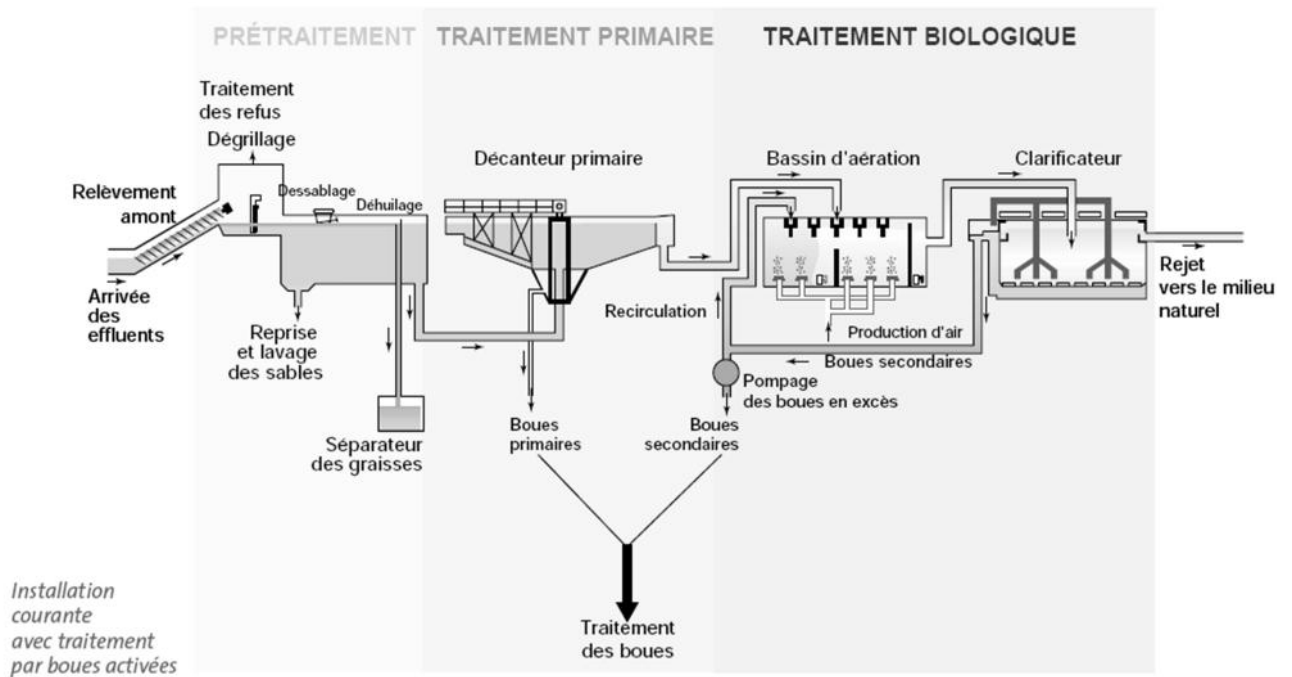 PRÉTRAITEMENT
TRAITEMENT PRIMAIRE
TRAITEMENT BIOLOGIQUE
Traitement
des refus
Dégrillage
Relèvement
amont
Dessablage
Déhuilage
Arrivée
des
effluents
Reprise
et lavage
des sables
Séparateur
des graisses
Décanteur primaire
Boues
primaires
Bassin d'aération
Clarificateur
Recirculation
Production d'air
Boues secondaires
Pompage
des boues en excès
Boues
secondaires
Rejet
vers le milieu
naturel
Traitement
des boues
Installation
courante
avec traitement
par boues activées